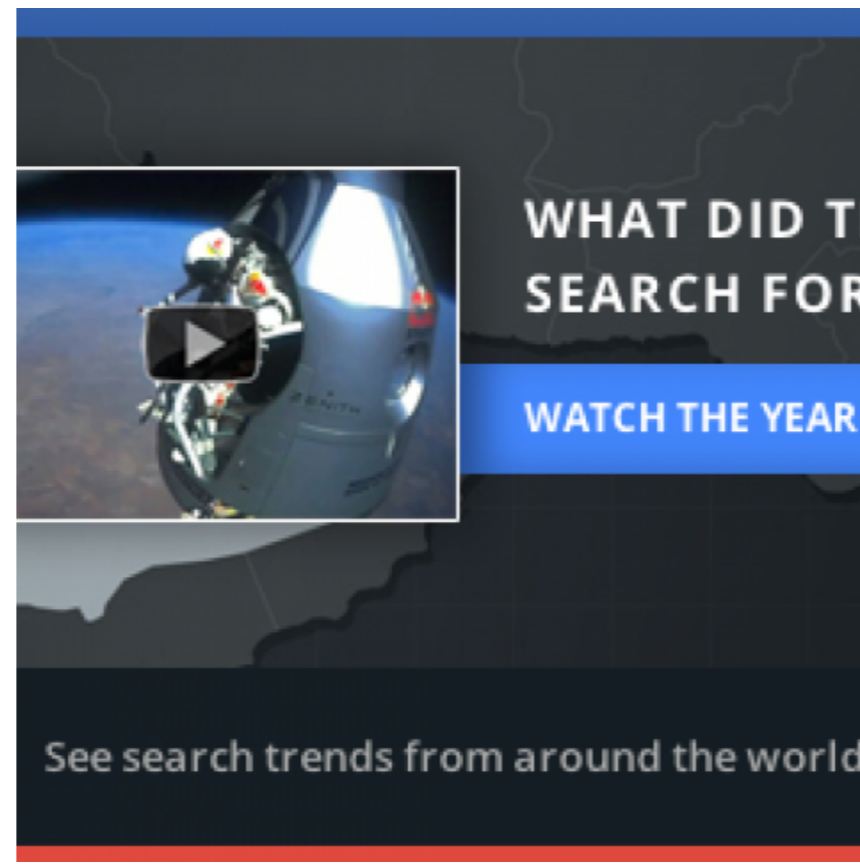 WHAT DID T
SEARCH FOR
WATCH THE YEAR
ZENITH
See search trends from around the world